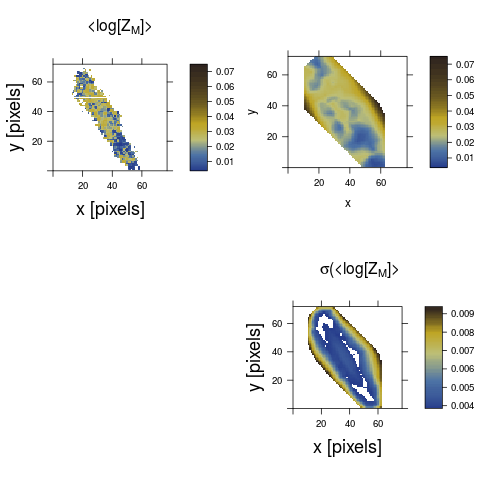 <log[Z_M]>
y [pixels]
60
40
20
20 40 60
x [pixels]
0.07
0.06
0.05
0.04
0.03
0.02
0.01
y
60
40
20
20 40 60
x
0.07
0.06
0.05
0.04
0.03
0.02
0.01
σ(<log[Z_M]>
y [pixels]
60
40
20
20 40 60
x [pixels]
0.009
0.008
0.007
0.006
0.005
0.004